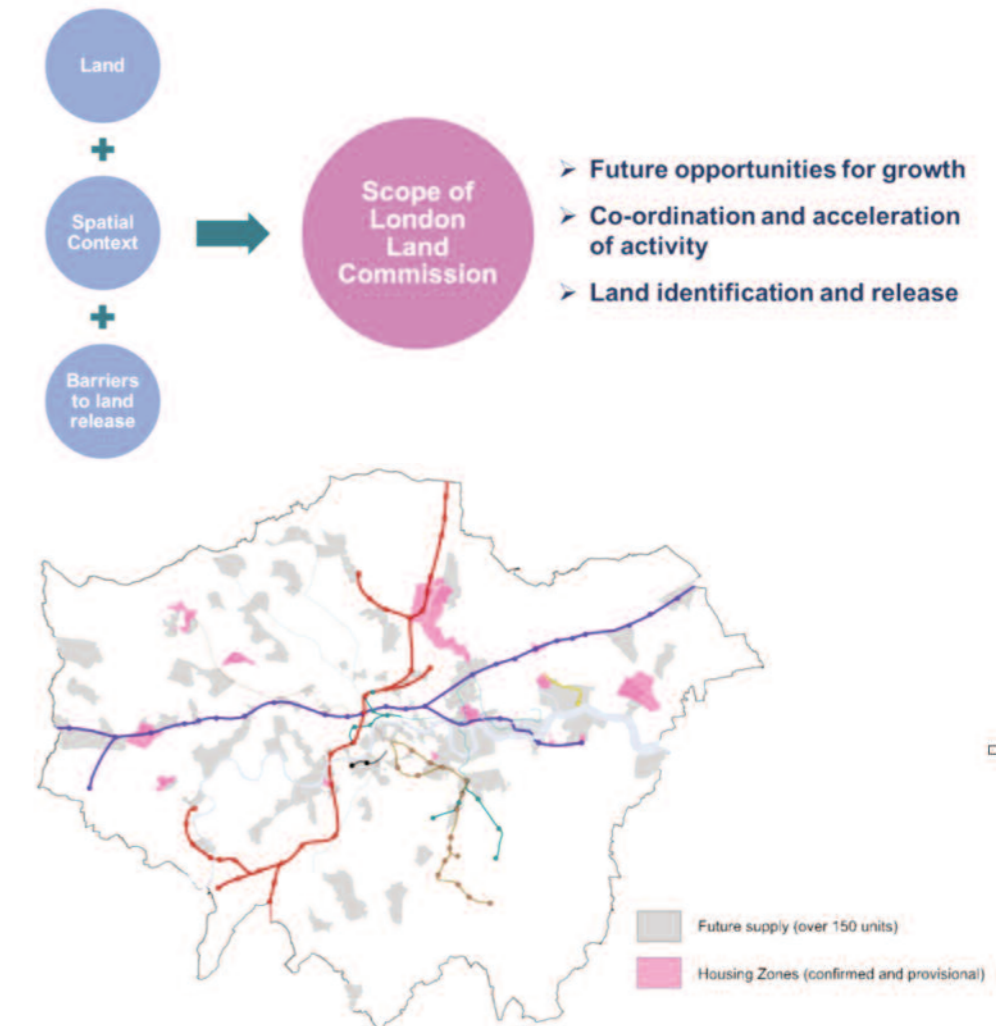 Land
+
Spatial
Context
+
Barriers
to land
release
Scope of
London
Land
Commission
➢ Future opportunities for growth
➢ Co-ordination and acceleration
of activity
➢ Land identification and release
Future supply (over 150 units)
Housing Zones (confirmed and provisional)